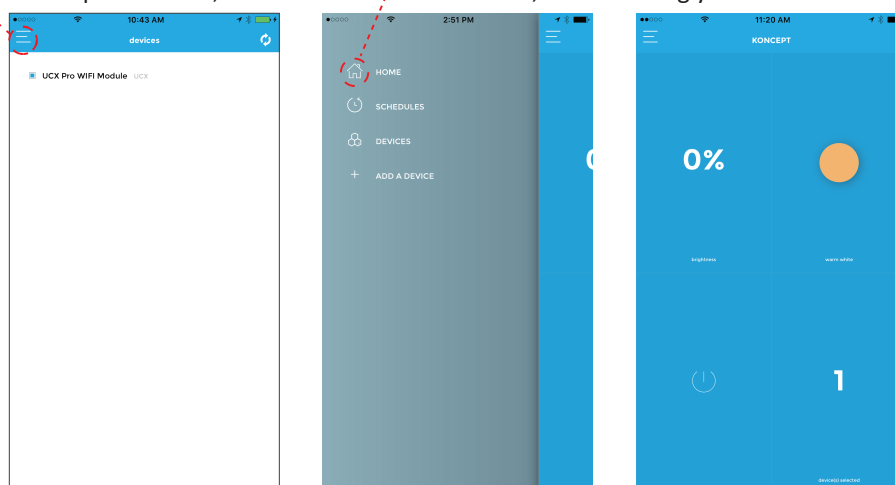 10:43 AM
devices
UCX Pro WIFI Module ucx
2:51 PM
HOME
SCHEDULES
DEVICES
ADD A DEVICE
11:20 AM
KONCEPT
0%
brightness
warm white
1
device(s) selected